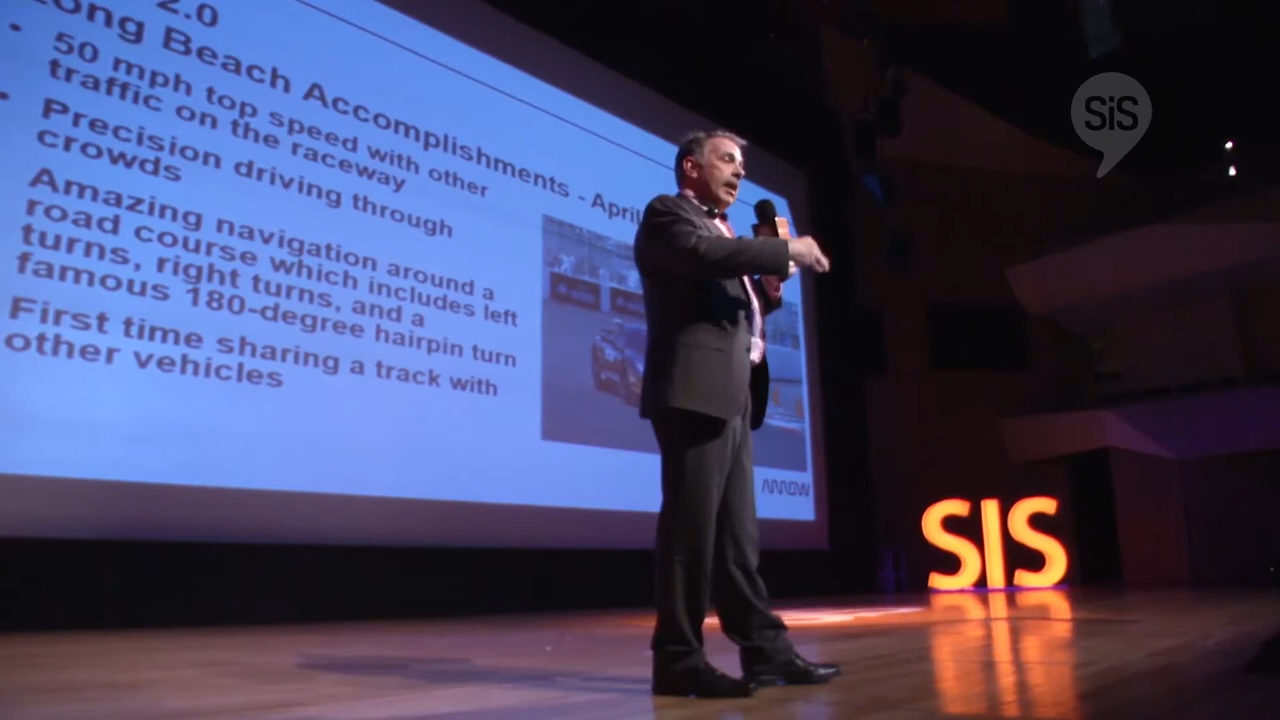 2.0
Long Beach Accomplishments - April
50 mph top speed with other
traffic on the raceway
Precision driving through
crowds
Amazing navigation around a
road course which includes left
turns, right turns, and a
famous 180-degree hairpin turn
First time sharing a track with
other vehicles
ARROW
SiS
SIS